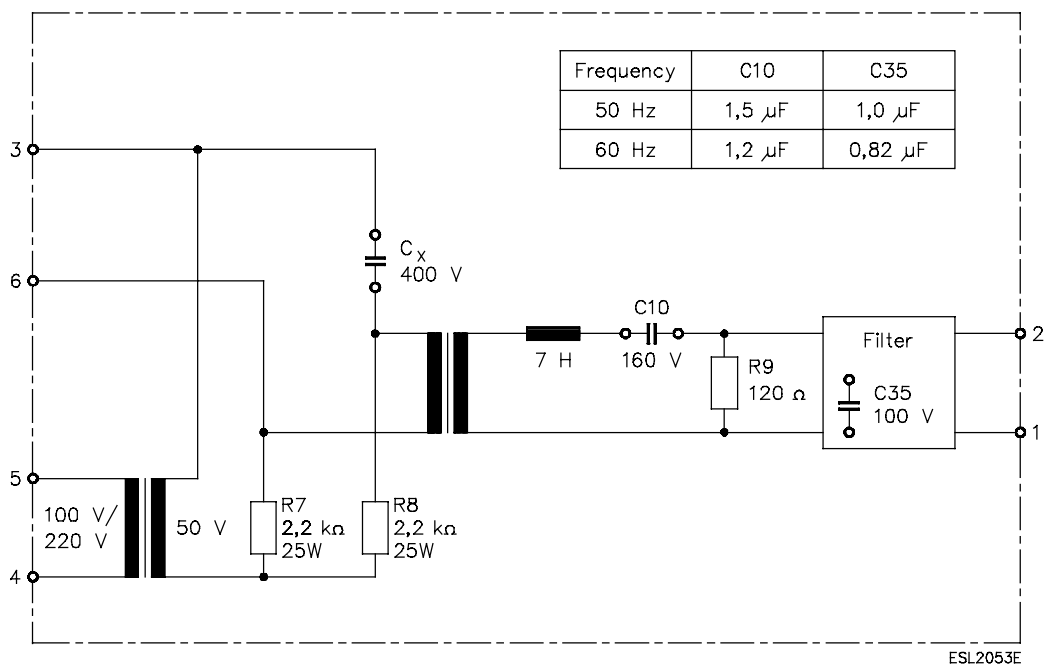 Frequency C10 C35
50 Hz 1,5 µF 1,0 µF
60 Hz 1,2 µF 0,82 µF
3
6
C X
400 V
C10
160 V
7 H
R9
120 Ω
Filter
C35
100 V
2
1
5
100 V/
220 V
50 V
R7
2,2 kΩ
25W
R8
2,2 kΩ
25W
4
ESL2053E